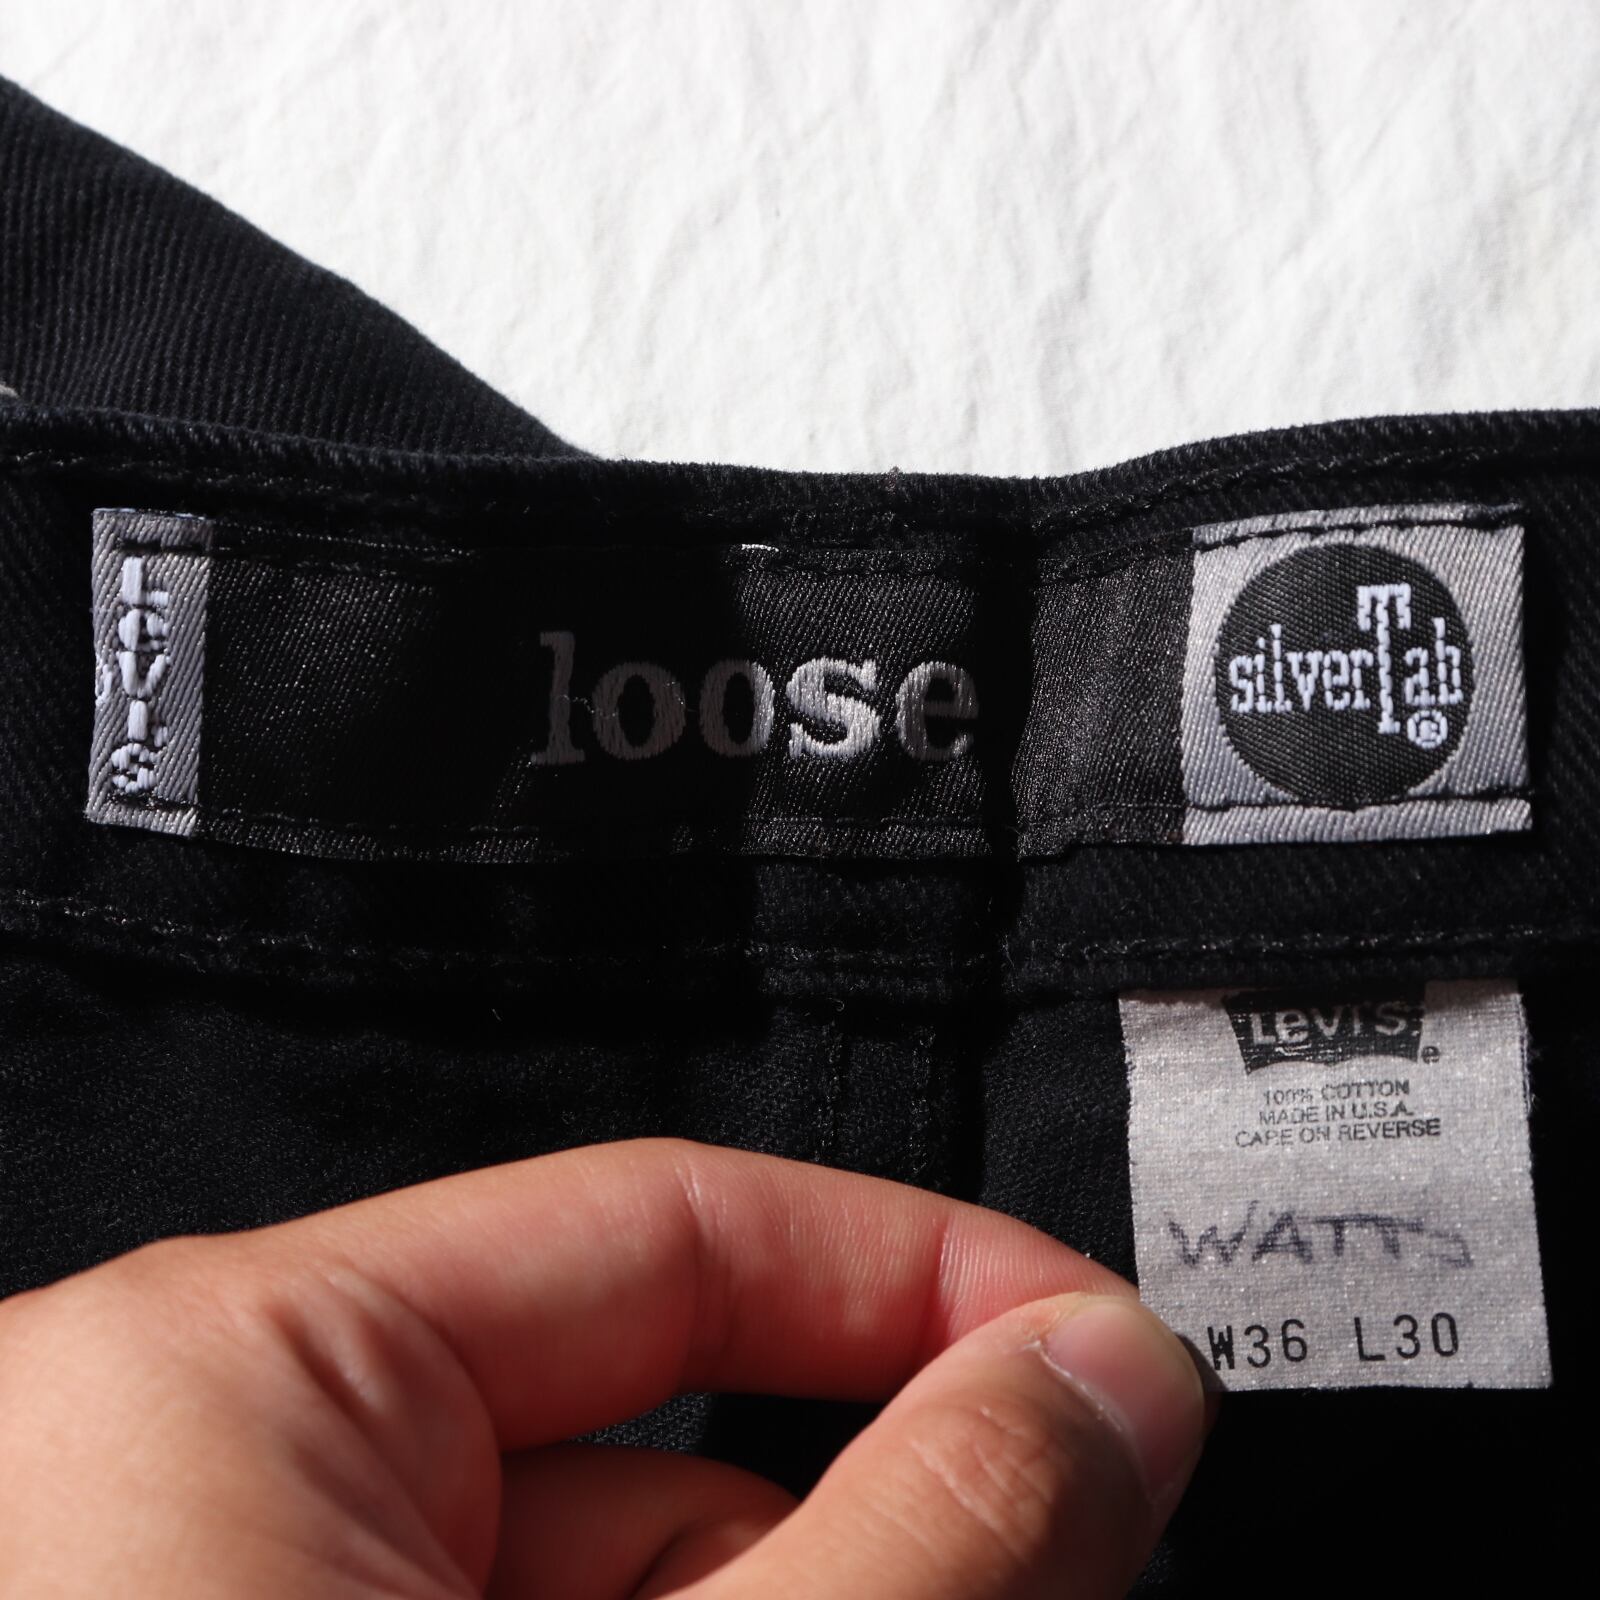 Levi's
loose
silverTab
®
Levi's
®
100% COTTON
MADE IN U.S.A.
CARE ON REVERSE
WATTS
W36 L30